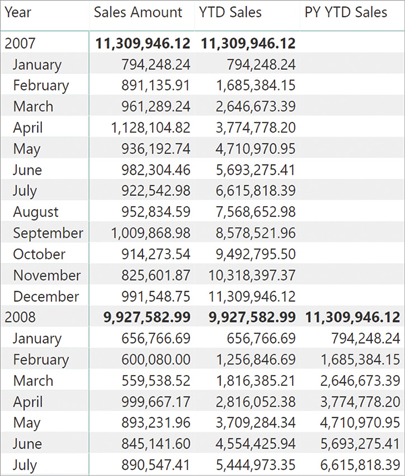 Year Sales Amount YTD Sales PY YTD Sales
2007 11,309,946.12 11,309,946.12
January 794,248.24 794,248.24
February 891,135.91 1,685,384.15
March 961,289.24 2,646,673.39
April 1,128,104.82 3,774,778.20
May 936,192.74 4,710,970.95
June 982,304.46 5,693,275.41
July 922,542.98 6,615,818.39
August 952,834.59 7,568,652.98
September 1,009,868.98 8,578,521.96
October 914,273.54 9,492,795.50
November 825,601.87 10,318,397.37
December 991,548.75 11,309,946.12
2008 9,927,582.99 9,927,582.99 11,309,946.12
January 656,766.69 656,766.69 794,248.24
February 600,080.00 1,256,846.69 1,685,384.15
March 559,538.52 1,816,385.21 2,646,673.39
April 999,667.17 2,816,052.38 3,774,778.20
May 893,231.96 3,709,284.34 4,710,970.95
June 845,141.60 4,554,425.94 5,693,275.41
July 890,547.41 5,444,973.35 6,615,818.39